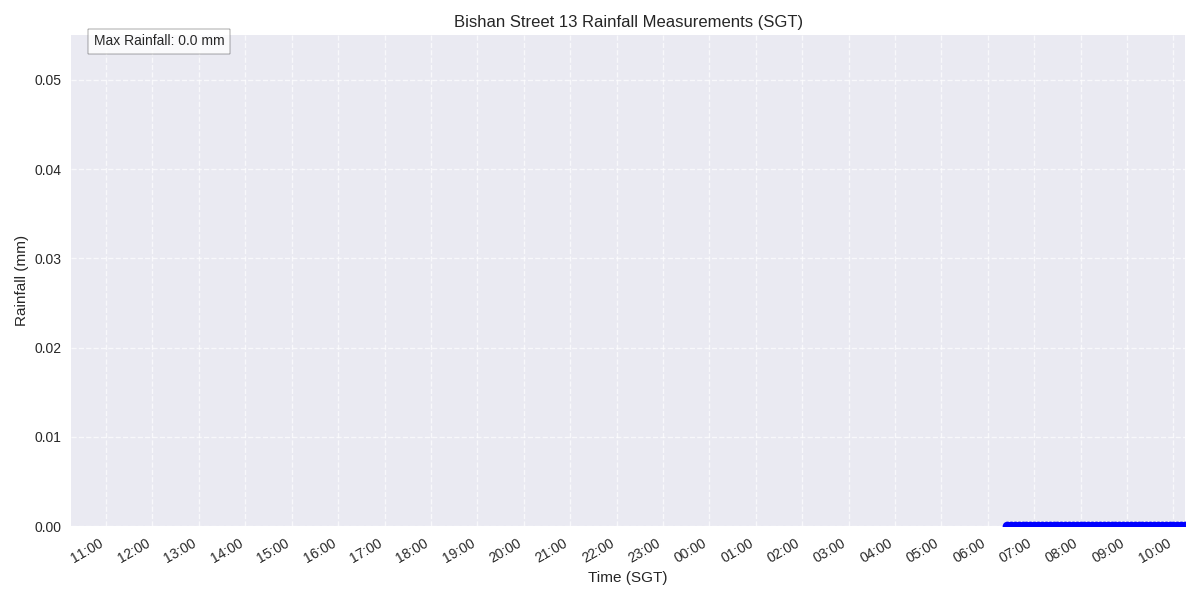 Bishan Street 13 Rainfall Measurements (SGT)
Max Rainfall: 0.0 mm
0.05
0.04
0.03
0.02
0.01
0.00
Rainfall (mm)
11:00 12:00 13:00 14:00 15:00 16:00 17:00 18:00 19:00 20:00 21:00 22:00 23:00 00:00 01:00 02:00 03:00 04:00 05:00 06:00 07:00 08:00 09:00 10:00
Time (SGT)